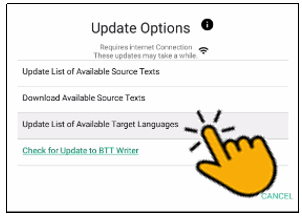 Update Options
Requires internet Connection
These updates may take a while.
Update List of Available Source Texts
Download Available Source Texts
Update List of Available Target Languages
Check for Update to BTT Writer
CANCEL